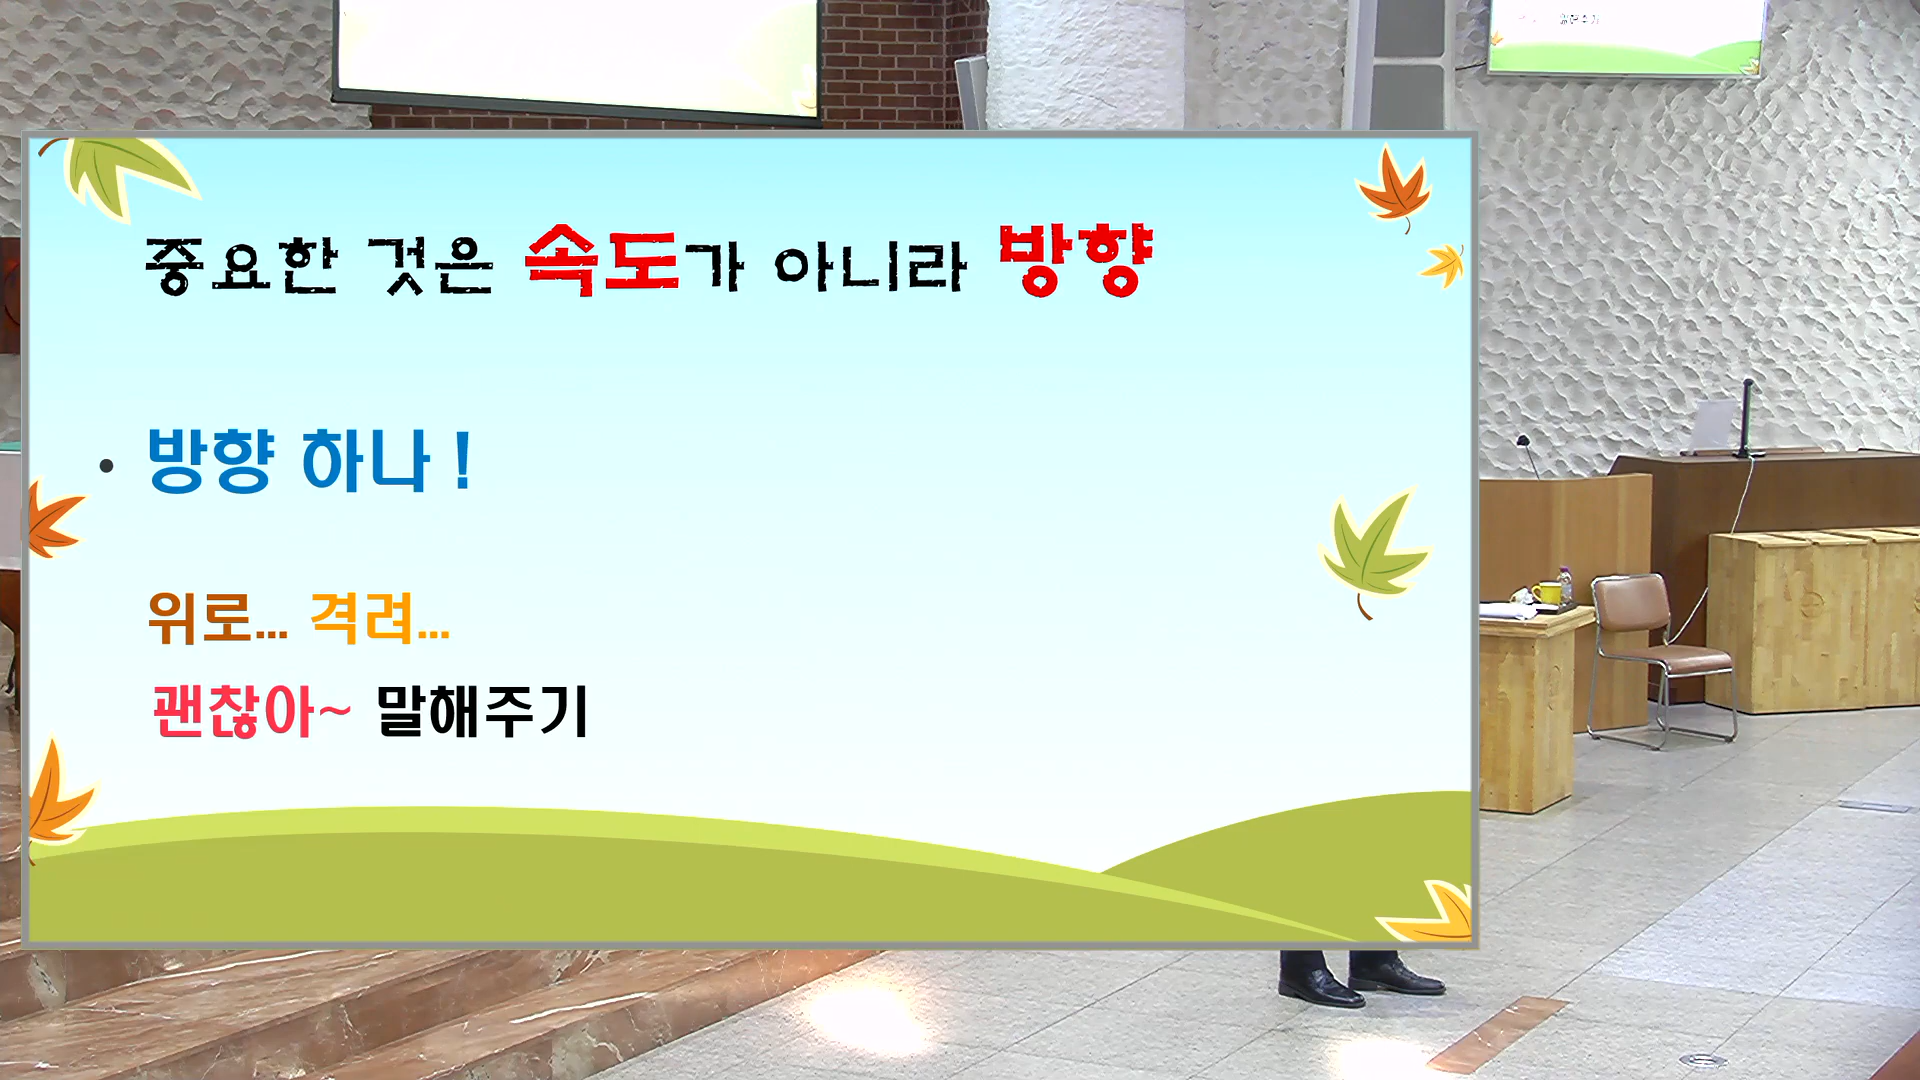 중요한 것은 속도가 아니라 방향
• 방향 하나 !
위로... 격려...
괜찮아~ 말해주기